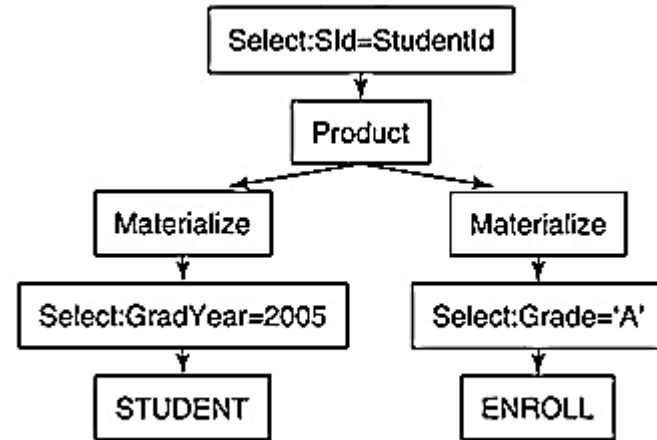 Select:SId=StudentId
Product
Materialize
Materialize
Select:GradYear=2005
Select:Grade='A'
STUDENT
ENROLL